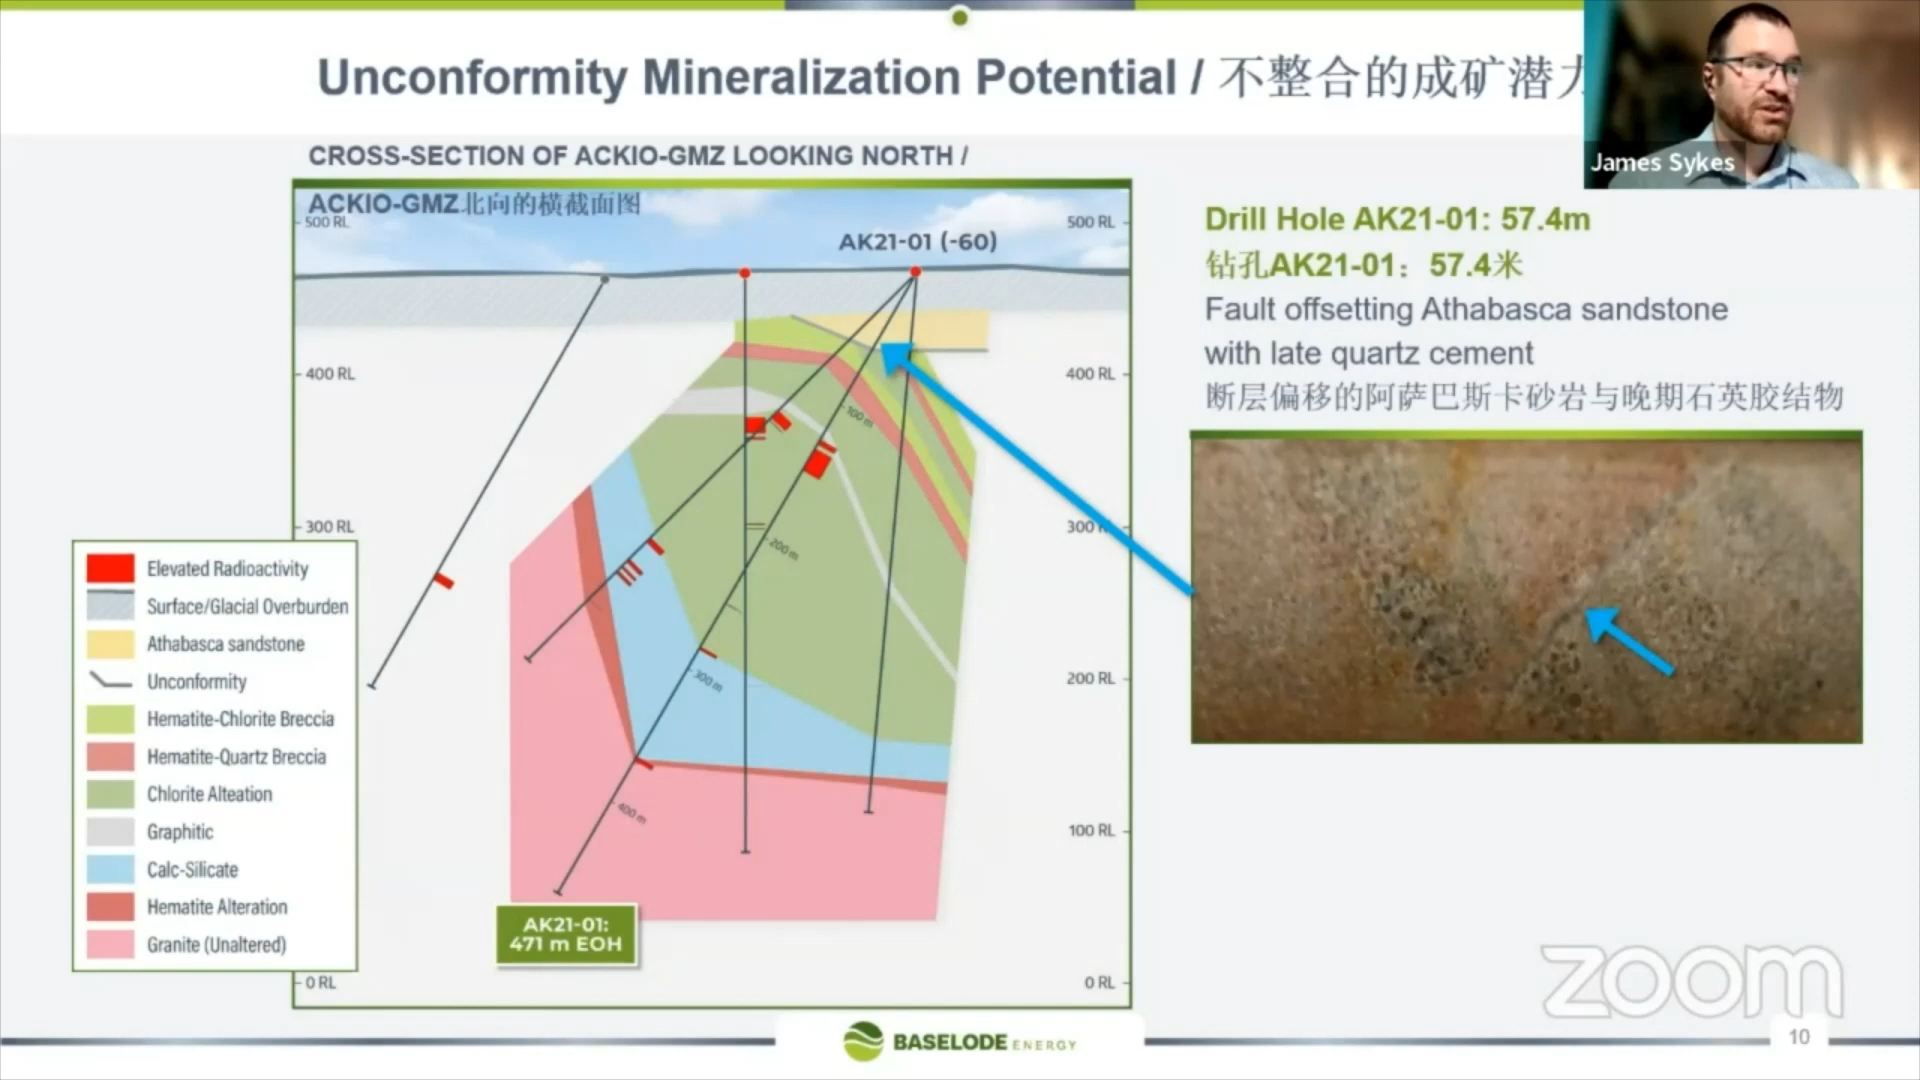 Unconformity Mineralization Potential / 不整合的成矿潜
James Sykes
CROSS-SECTION OF ACKIO-GMZ LOOKING NORTH /
ACKIO-GMZ北向的横截面图
500 RL
500 RL
AK21-01 (-60)
400 RL
400 RL
100 m
300 RL
300 R
200 m
200 RL
300 m
100 RL
400 m
AK21-01:
471 m EOH
0 RL
0 RL
Elevated Radioactivity
Surface/Glacial Overburden
Athabasca sandstone
Unconformity
Hematite-Chlorite Breccia
Hematite-Quartz Breccia
Chlorite Alteation
Graphitic
Calc-Silicate
Hematite Alteration
Granite (Unaltered)
Drill Hole AK21-01: 57.4m
钻孔AK21-01：57.4米
Fault offsetting Athabasca sandstone
with late quartz cement
断层偏移的阿萨巴斯卡砂岩与晚期石英胶结物
zoom
BASELODE ENERGY
10